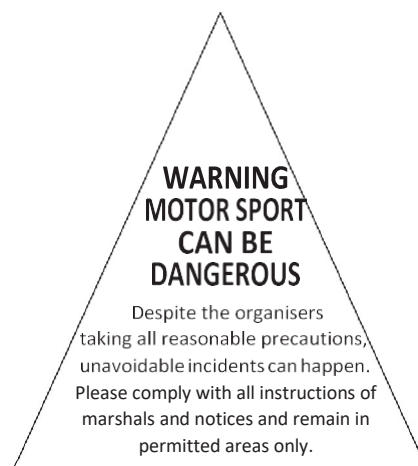 WARNING
MOTOR SPORT
CAN BE
DANGEROUS
Despite the organisers
taking all reasonable precautions,
unavoidable incidents can happen.
Please comply with all instructions of
marshals and notices and remain in
permitted areas only.